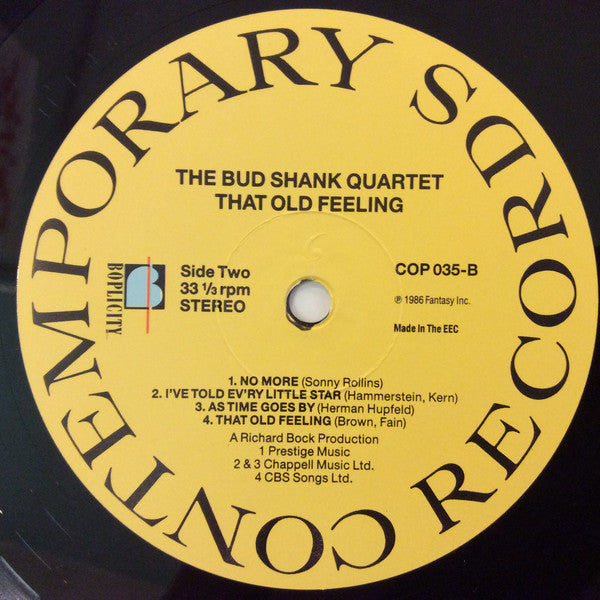 CONTEMPORARY RECORDS
THE BUD SHANK QUARTET
THAT OLD FEELING
BOPLICITY
Side Two
33 1/3 rpm
STEREO
COP 035-B
℗ 1986 Fantasy Inc.
Made In The EEC
1. NO MORE (Sonny Rollins)
2. I'VE TOLD EV'RY LITTLE STAR (Hammerstein, Kern)
3. AS TIME GOES BY (Herman Hupfeld)
4. THAT OLD FEELING (Brown, Fain)
A Richard Bock Production
1 Prestige Music
2 & 3 Chappell Music Ltd.
4 CBS Songs Ltd.